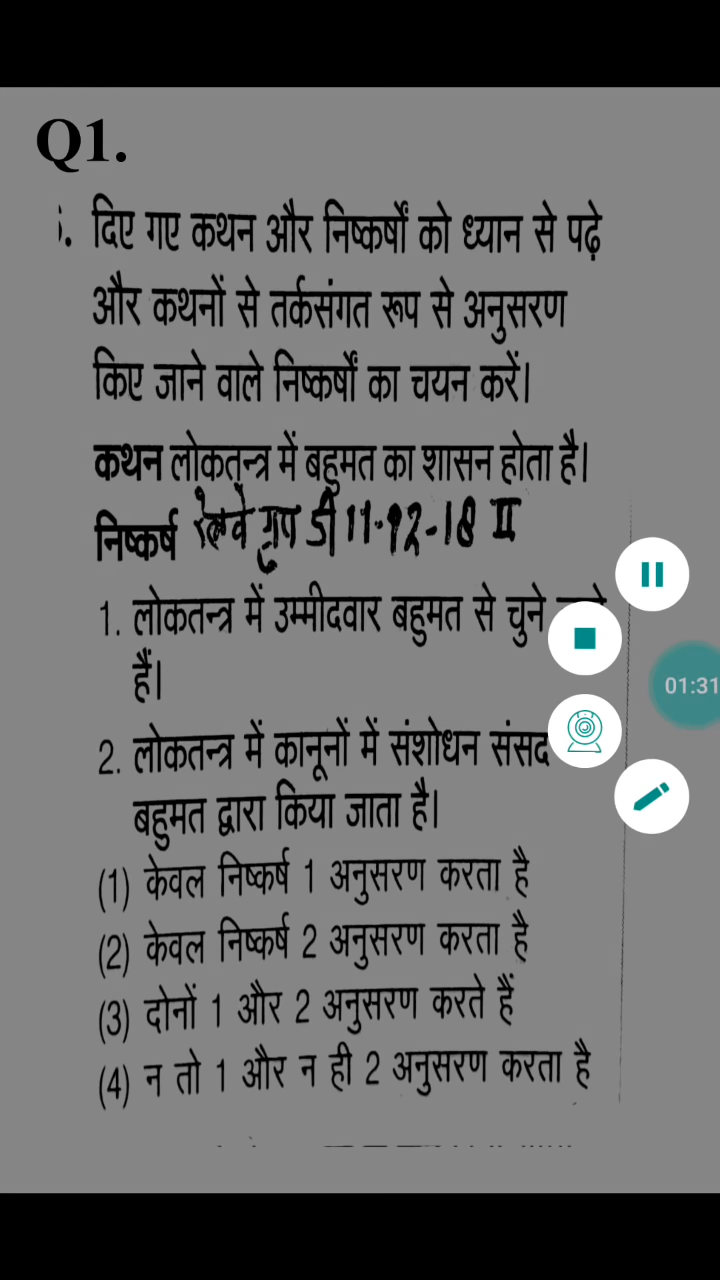 Q1.
. दिए गए कथन और निष्कर्षों को ध्यान से पढ़े
और कथनों से तर्कसंगत रूप से अनुसरण
किए जाने वाले निष्कर्षों का चयन करें।
कथन लोकतन्त्र में बहुमत का शासन होता है।
निष्कर्ष रेलवे ग्रुप डी 11-12-18 II
1. लोकतन्त्र में उम्मीदवार बहुमत से चुने
हैं।
2. लोकतन्त्र में कानूनों में संशोधन संसद
बहुमत द्वारा किया जाता है।
(1) केवल निष्कर्ष 1 अनुसरण करता है
(2) केवल निष्कर्ष 2 अनुसरण करता है
(3) दोनों 1 और 2 अनुसरण करते हैं
(4) न तो 1 और न ही 2 अनुसरण करता है
01:31